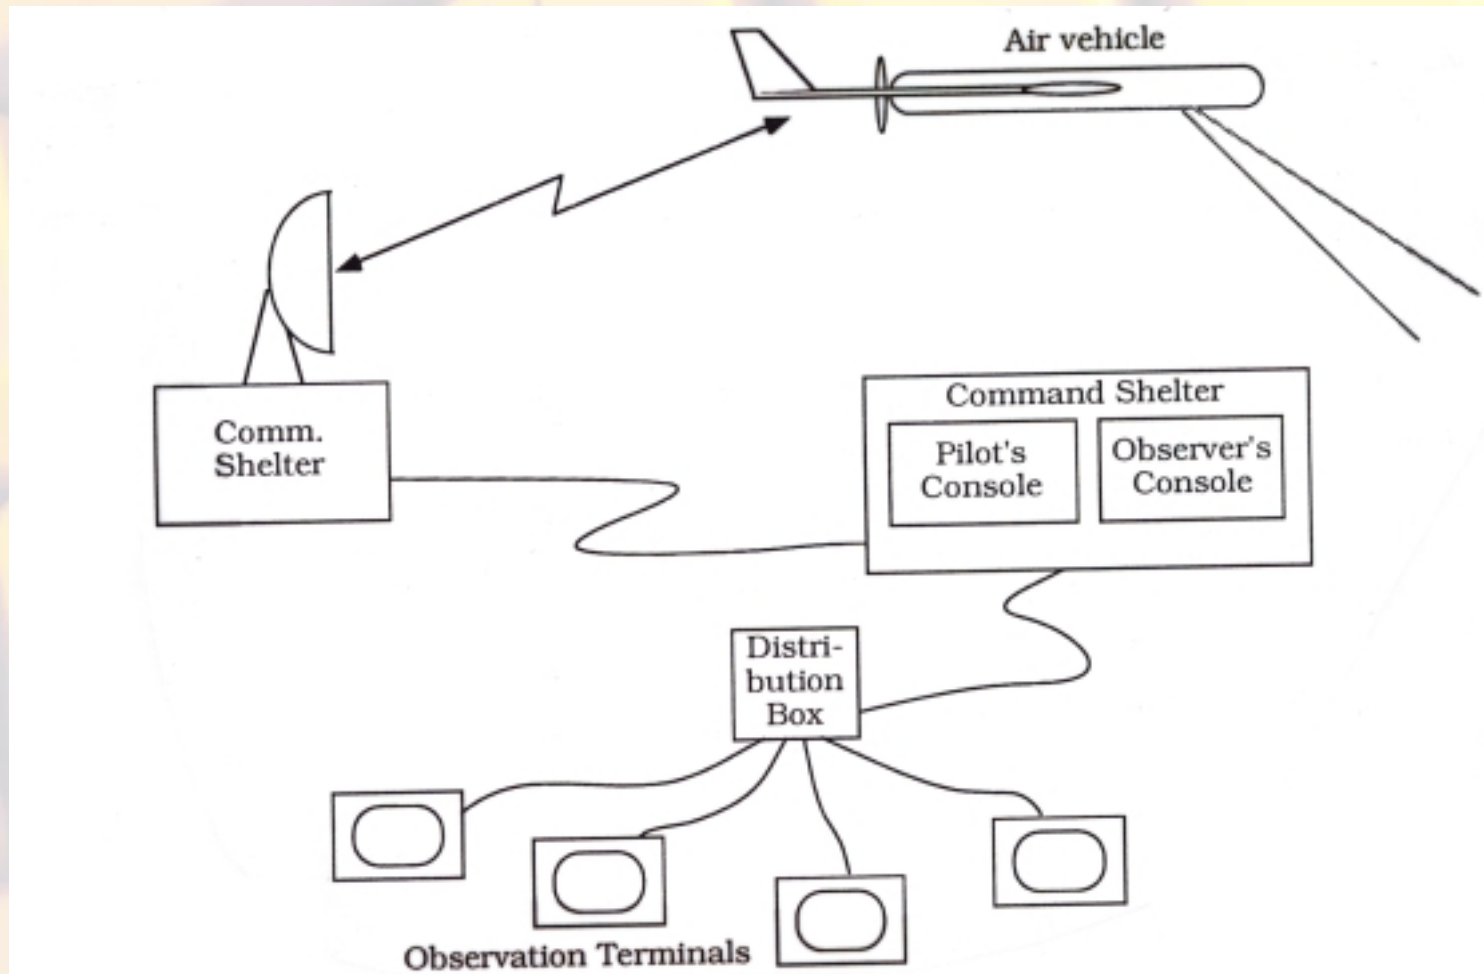 Air vehicle
Comm.
Shelter
Command Shelter
Pilot's
Console
Observer's
Console
Distri-
bution
Box
Observation Terminals